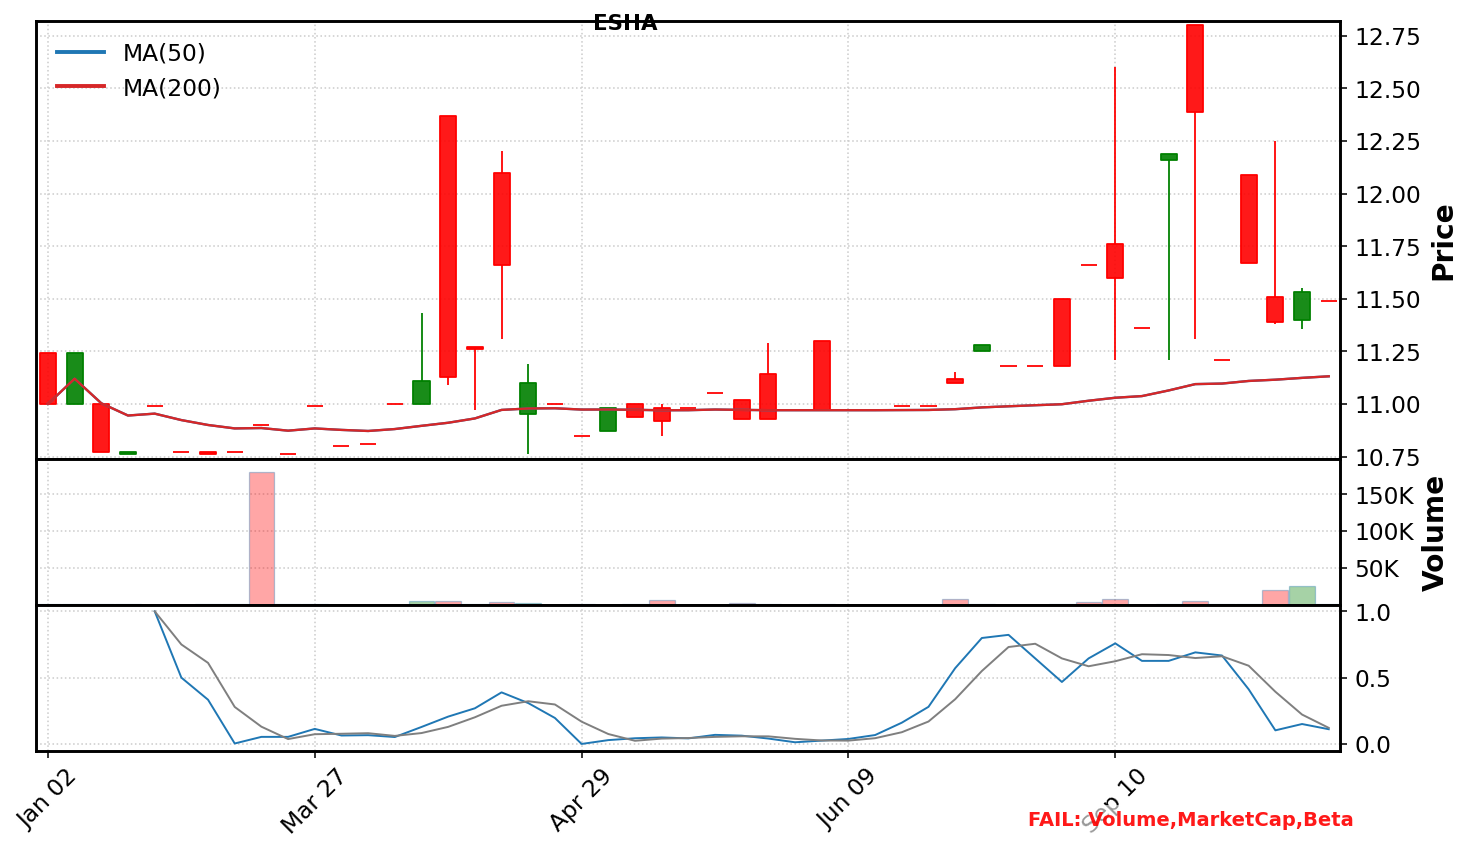 ESHA
MA(50)
MA(200)
12.75
12.50
12.25
12.00
11.75
11.50
11.25
11.00
10.75
Price
150K
100K
50K
Volume
1.0
0.5
0.0
Jan 02
Mar 27
Apr 29
Jun 09
Sep 10
FAIL: Volume,MarketCap,Beta